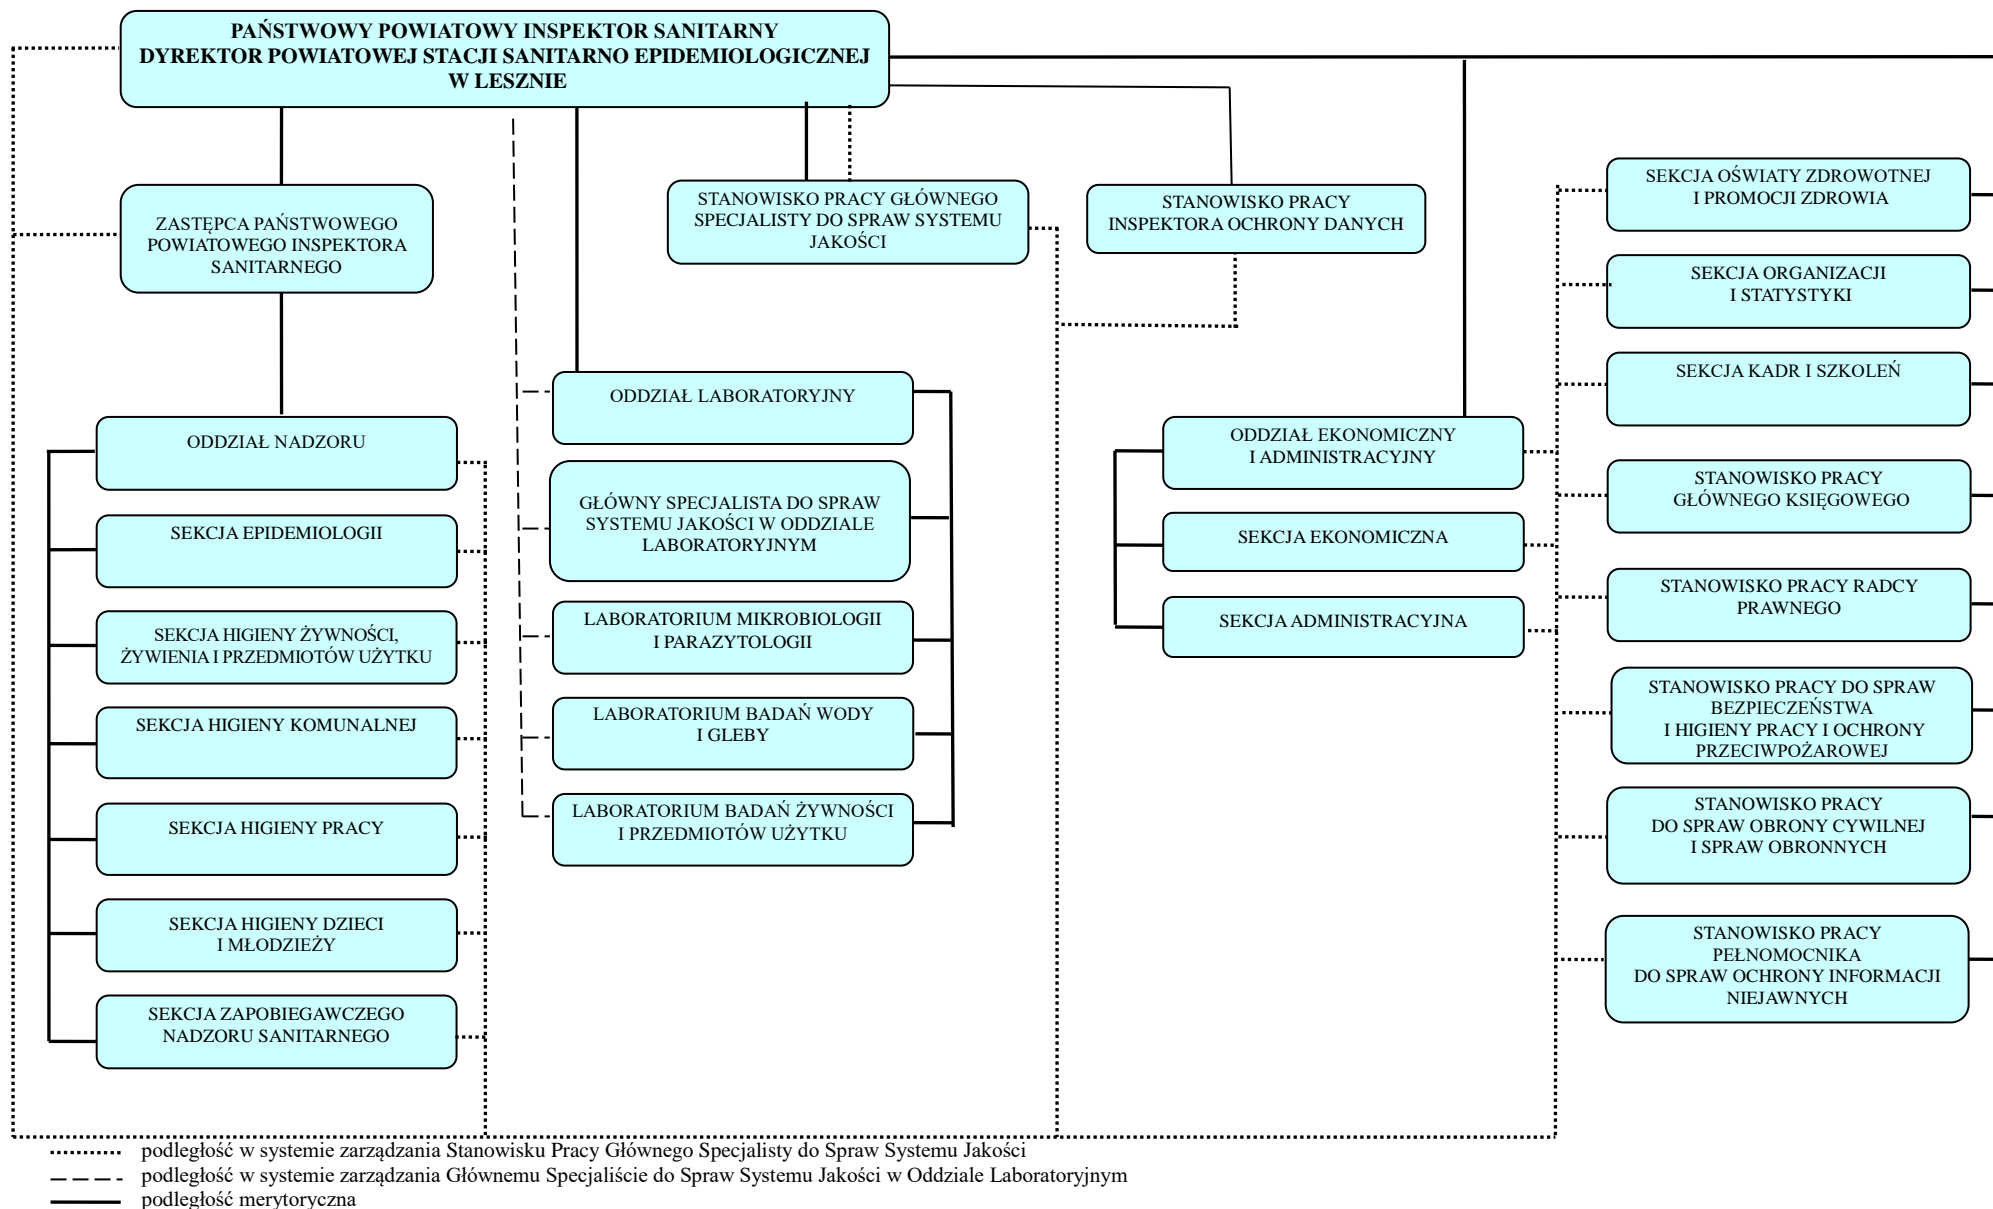 PAŃSTWOWY POWIATOWY INSPEKTOR SANITARNY
DYREKTOR POWIATOWEJ STACJI SANITARNO EPIDEMIOLOGICZNEJ
W LESZNIE
ZASTĘPCA PAŃSTWOWEGO
POWIATOWEGO INSPEKTORA
SANITARNEGO
STANOWISKO PRACY GŁÓWNEGO
SPECJALISTY DO SPRAW SYSTEMU
JAKOŚCI
STANOWISKO PRACY
INSPEKTORA OCHRONY DANYCH
ODDZIAŁ NADZORU
SEKCJA EPIDEMIOLOGII
SEKCJA HIGIENY ŻYWNOŚCI,
ŻYWIENIA I PRZEDMIOTÓW UŻYTKU
SEKCJA HIGIENY KOMUNALNEJ
SEKCJA HIGIENY PRACY
SEKCJA HIGIENY DZIECI
I MŁODZIEŻY
SEKCJA ZAPOBIEGAWCZEGO
NADZORU SANITARNEGO
ODDZIAŁ LABORATORYJNY
GŁÓWNY SPECJALISTA DO SPRAW
SYSTEMU JAKOŚCI W ODDZIALE
LABORATORYJNYM
LABORATORIUM MIKROBIOLOGII
I PARAZYTOLOGII
LABORATORIUM BADAŃ WODY
I GLEBY
LABORATORIUM BADAŃ ŻYWNOŚCI
I PRZEDMIOTÓW UŻYTKU
ODDZIAŁ EKONOMICZNY
I ADMINISTRACYJNY
SEKCJA EKONOMICZNA
SEKCJA ADMINISTRACYJNA
SEKCJA OŚWIATY ZDROWOTNEJ
I PROMOCJI ZDROWIA
SEKCJA ORGANIZACJI
I STATYSTYKI
SEKCJA KADR I SZKOLEŃ
STANOWISKO PRACY
GŁÓWNEGO KSIĘGOWEGO
STANOWISKO PRACY RADCY
PRAWNEGO
STANOWISKO PRACY DO SPRAW
BEZPIECZEŃSTWA
I HIGIENY PRACY I OCHRONY
PRZECIWPOŻAROWEJ
STANOWISKO PRACY
DO SPRAW OBRONY CYWILNEJ
I SPRAW OBRONNYCH
STANOWISKO PRACY
PEŁNOMOCNIKA
DO SPRAW OCHRONY INFORMACJI
NIEJAWNYCH
podległość w systemie zarządzania Stanowisku Pracy Głównego Specjalisty do Spraw Systemu Jakości
podległość w systemie zarządzania Głównemu Specjaliście do Spraw Systemu Jakości w Oddziale Laboratoryjnym
podległość merytoryczna